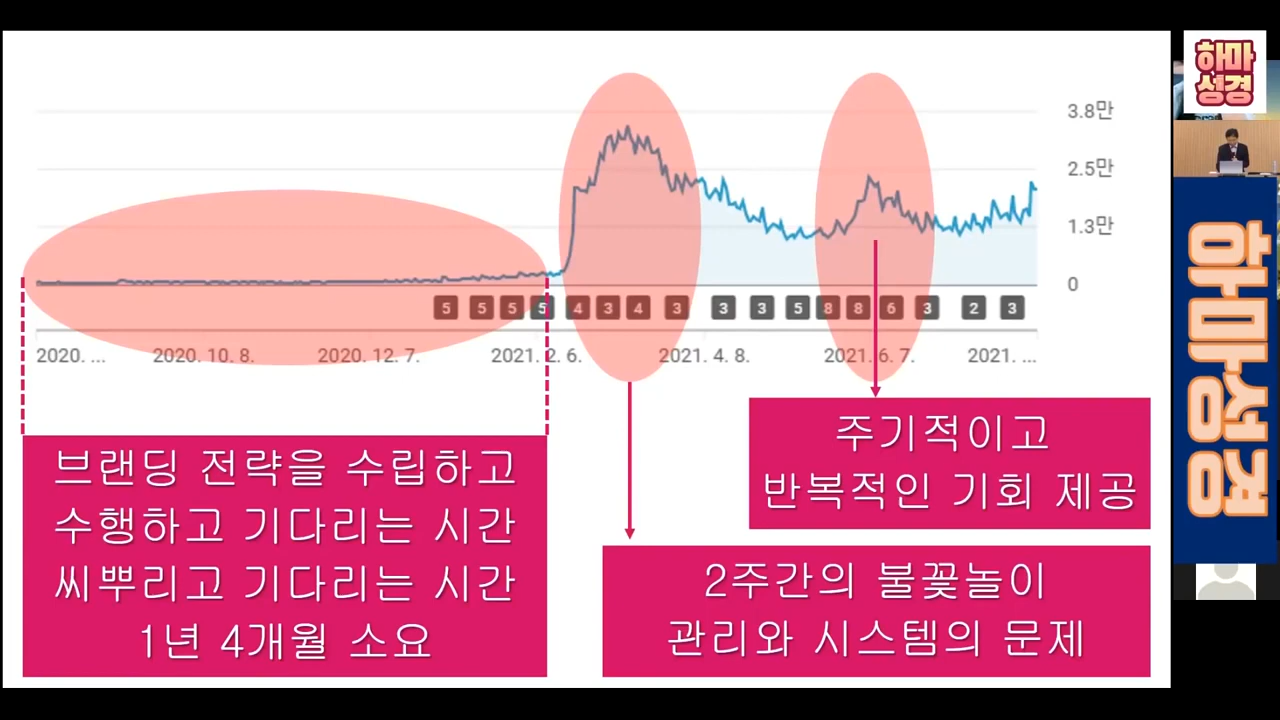 3.8만
2.5만
1.3만
0
5 5 5 5 4 3 4 3 3 3 5 8 8 6 3 2 3
2020. ... 2020. 10. 8. 2020. 12. 7. 2021. 2. 6. 2021. 4. 8. 2021. 6. 7. 2021. ...
브랜딩 전략을 수립하고
수행하고 기다리는 시간
씨뿌리고 기다리는 시간
1년 4개월 소요
주기적이고
반복적인 기회 제공
2주간의 불꽃놀이
관리와 시스템의 문제
하마
성경
하마성경